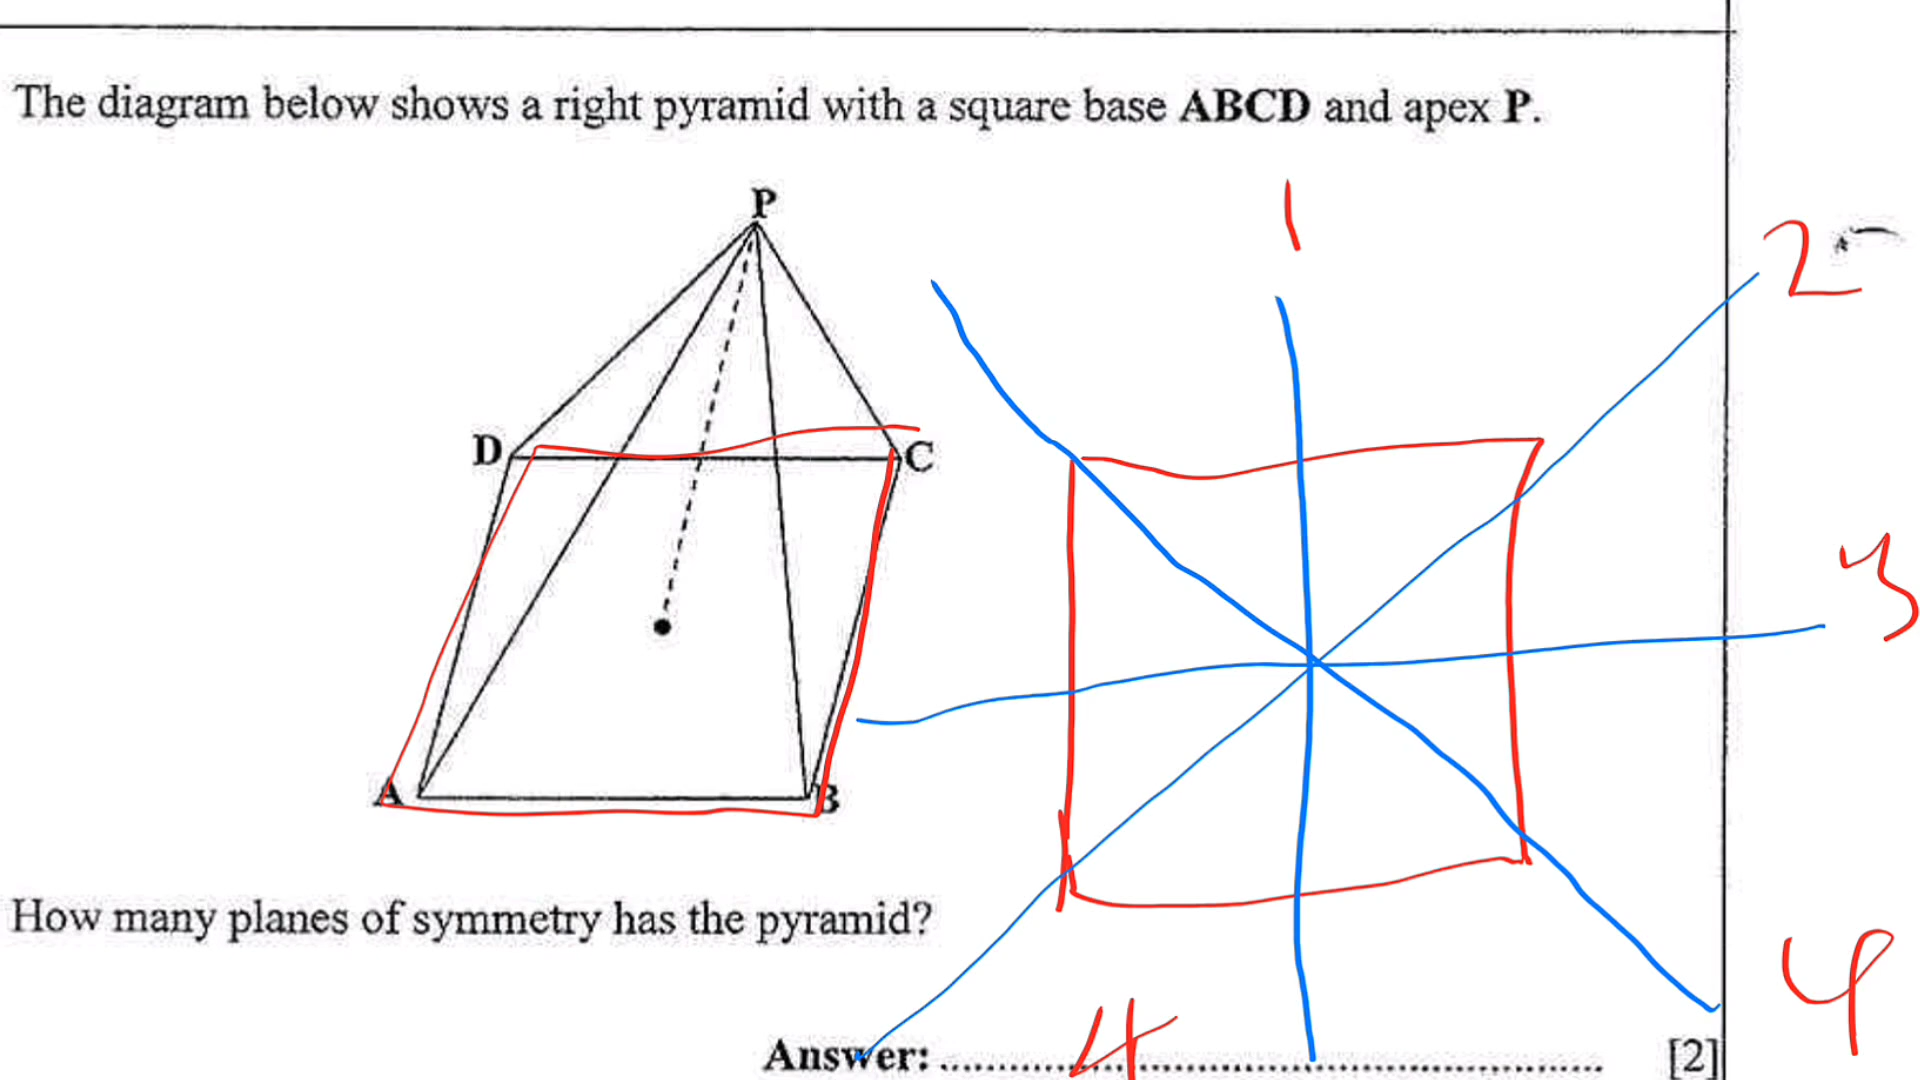 The diagram below shows a right pyramid with a square base ABCD and apex P.
P
1
2
D
C
3
A
B
How many planes of symmetry has the pyramid?
4
Answer: 4 [2]